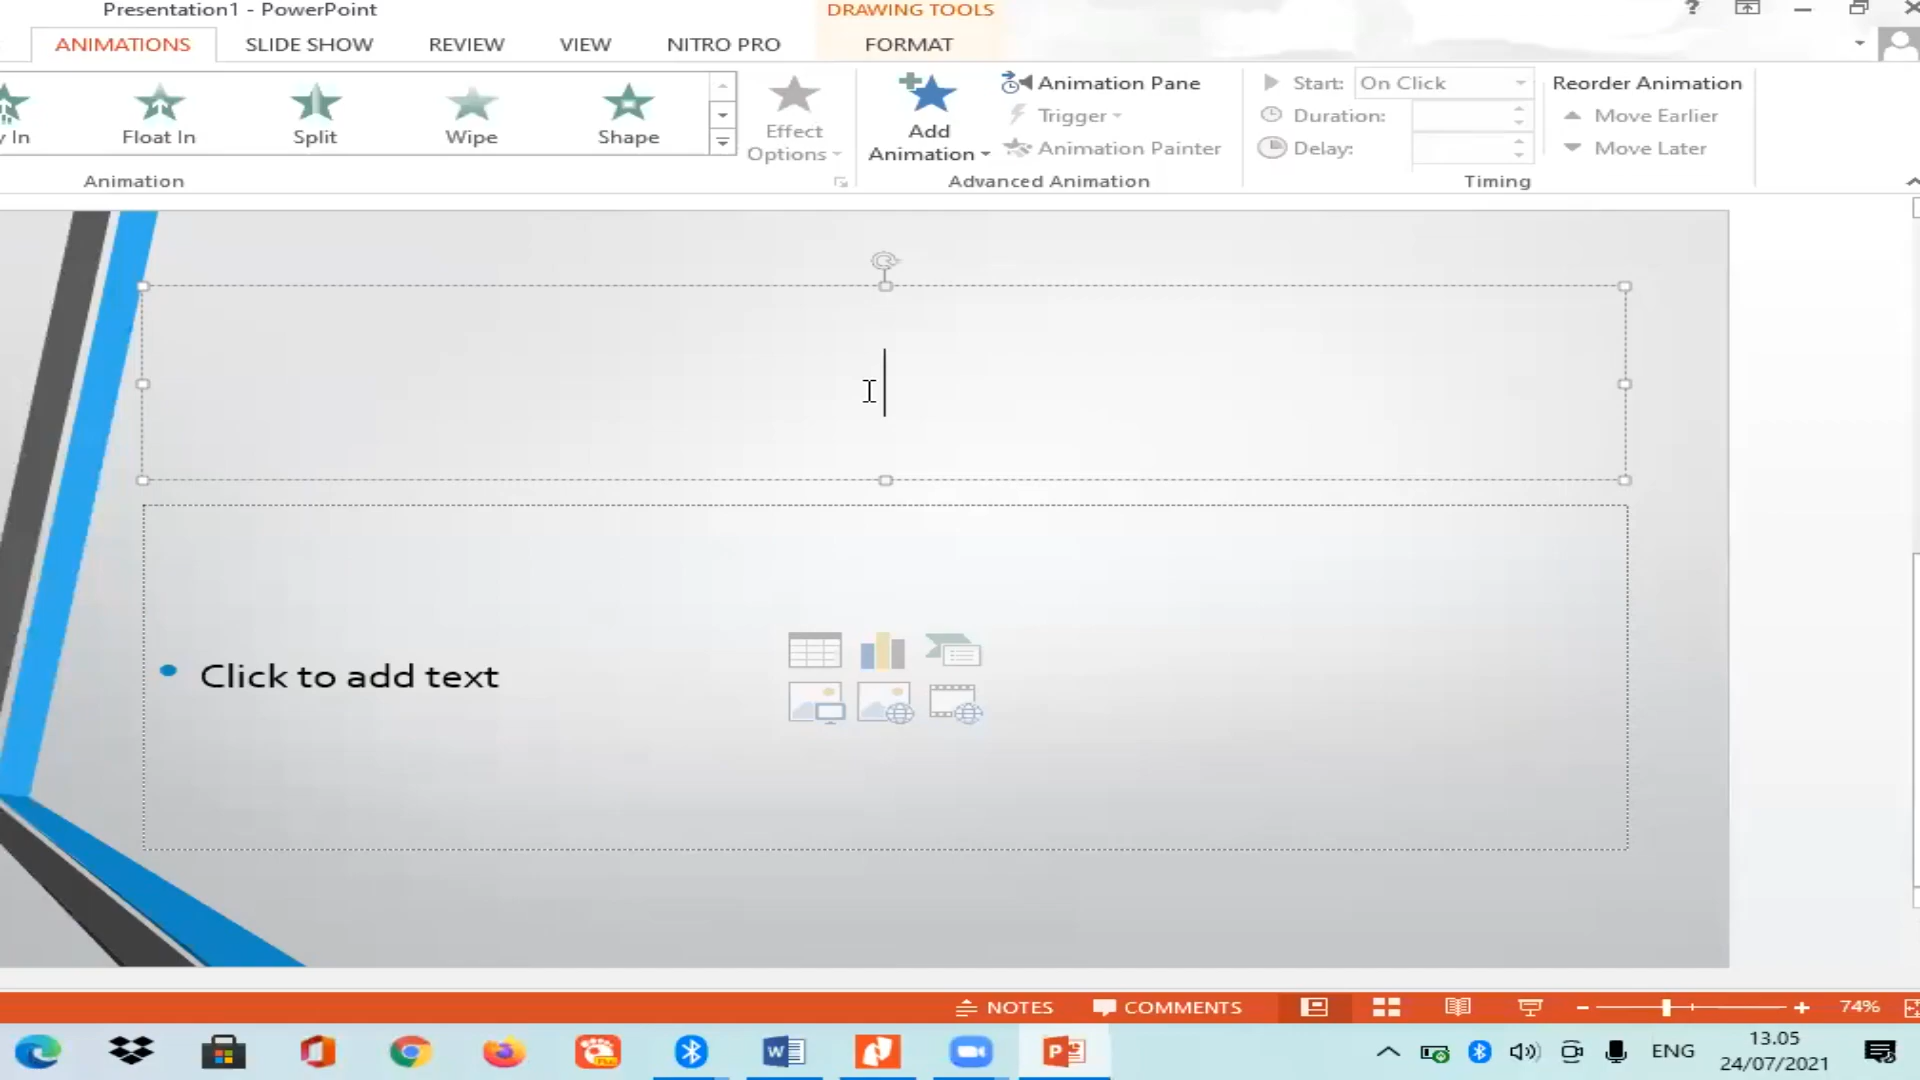 Presentation1 - PowerPoint
DRAWING TOOLS
?
ANIMATIONS
SLIDE SHOW
REVIEW
VIEW
NITRO PRO
FORMAT
y In
Float In
Split
Wipe
Shape
Effect
Options
Add
Animation
Animation Pane
Trigger
Animation Painter
Start: On Click
Duration:
Delay:
Reorder Animation
Move Earlier
Move Later
Animation
Advanced Animation
Timing
Click to add text
NOTES
COMMENTS
74%
ENG
13.05
24/07/2021